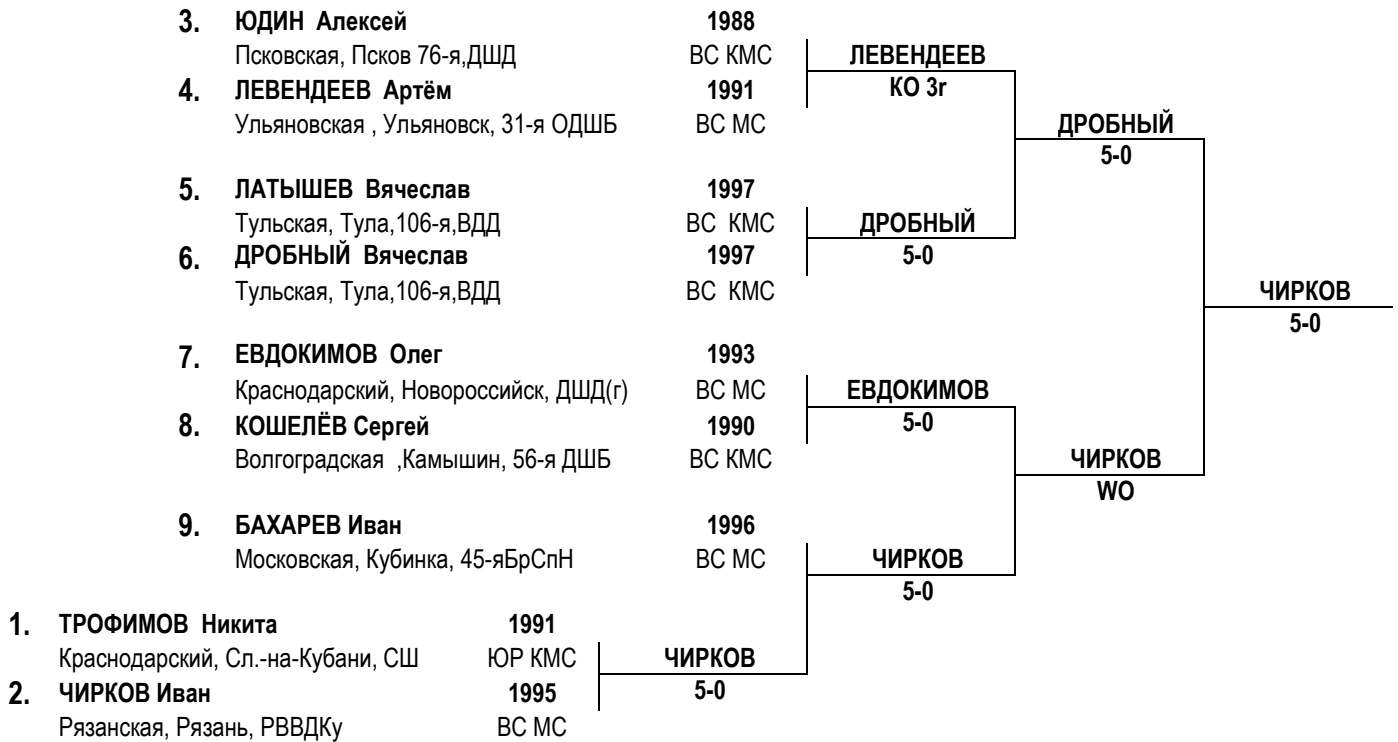 3. ЮДИН Алексей 1988
Псковская, Псков 76-я,ДШД ВС КМС ЛЕВЕНДЕЕВ
4. ЛЕВЕНДЕЕВ Артём 1991 КО 3r
Ульяновская , Ульяновск, 31-я ОДШБ ВС МС ДРОБНЫЙ
5-0
5. ЛАТЫШЕВ Вячеслав 1997
Тульская, Тула,106-я,ВДД ВС КМС ДРОБНЫЙ
6. ДРОБНЫЙ Вячеслав 1997 5-0
Тульская, Тула,106-я,ВДД ВС КМС ЧИРКОВ
5-0
7. ЕВДОКИМОВ Олег 1993
Краснодарский, Новороссийск, ДШД(г) ВС МС ЕВДОКИМОВ
8. КОШЕЛЁВ Сергей 1990 5-0
Волгоградская ,Камышин, 56-я ДШБ ВС КМС ЧИРКОВ
WO
9. БАХАРЕВ Иван 1996
Московская, Кубинка, 45-яБрСпН ВС МС ЧИРКОВ
5-0
1. ТРОФИМОВ Никита 1991
Краснодарский, Сл.-на-Кубани, СШ ЮР КМС ЧИРКОВ
2. ЧИРКОВ Иван 1995 5-0
Рязанская, Рязань, РВВДКу ВС МС